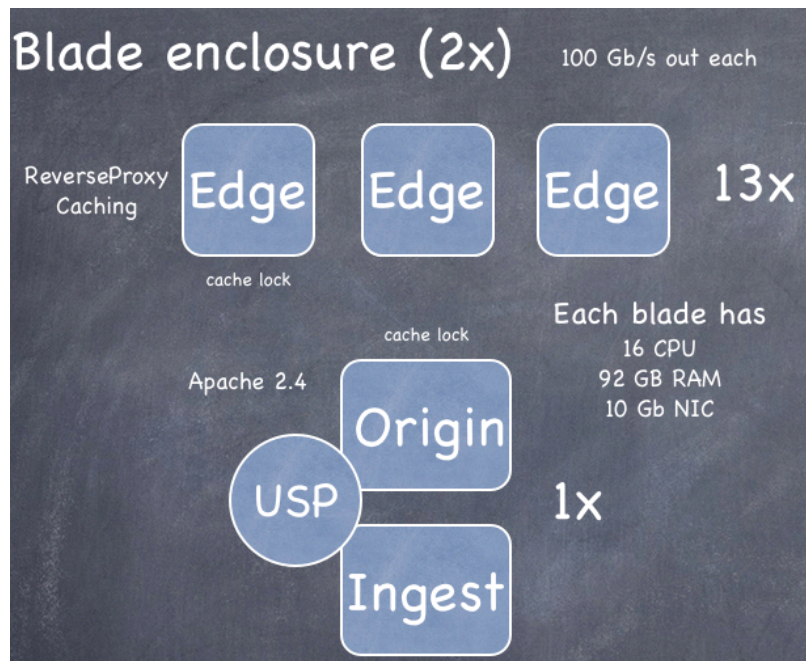 Blade enclosure (2x)
100 Gb/s out each
ReverseProxy
Caching
Edge
Edge
Edge
13x
cache lock
Each blade has
16 CPU
92 GB RAM
10 Gb NIC
cache lock
Apache 2.4
Origin
USP
1x
Ingest